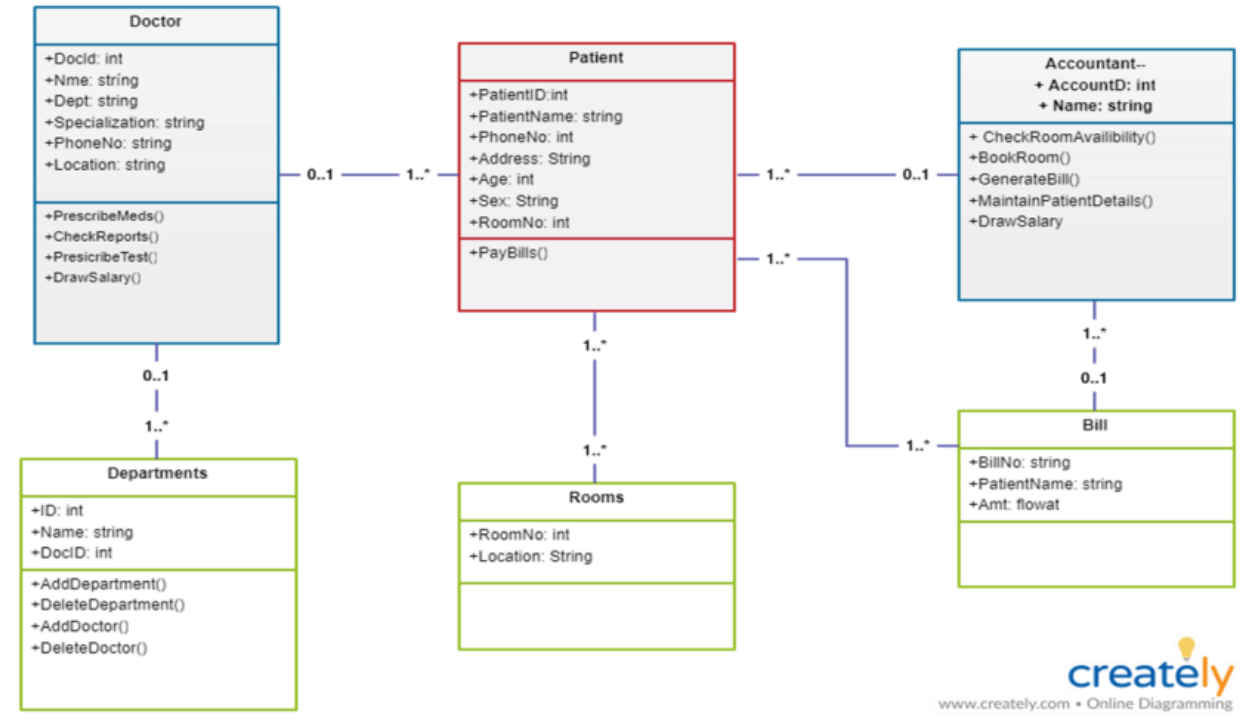 Doctor
+DocId: int
+Nme: stríng
+Dept: string
+Specialization: string
+PhoneNo: string
+Location: string
+PrescribeMeds()
+CheckReports()
+PresicribeTest()
+DrawSalary()
0..1
1..*
Patient
+PatientID:int
+PatientName: string
+PhoneNo: int
+Address: String
+Age: int
+Sex: String
+RoomNo: int
+PayBills()
1..*
0..1
1..*
Accountant--
+ AccountD: int
+ Name: string
+ CheckRoomAvailibility()
+BookRoom()
+GenerateBill()
+MaintainPatientDetails()
+DrawSalary
0..1
1..*
1..*
1..*
1..*
0..1
1..*
Departments
+ID: int
+Name: string
+DocID: int
+AddDepartment()
+DeleteDepartment()
+AddDoctor()
+DeleteDoctor()
Rooms
+RoomNo: int
+Location: String
Bill
+BillNo: string
+PatientName: string
+Amt: flowat
creately
www.creately.com • Online Diagramming